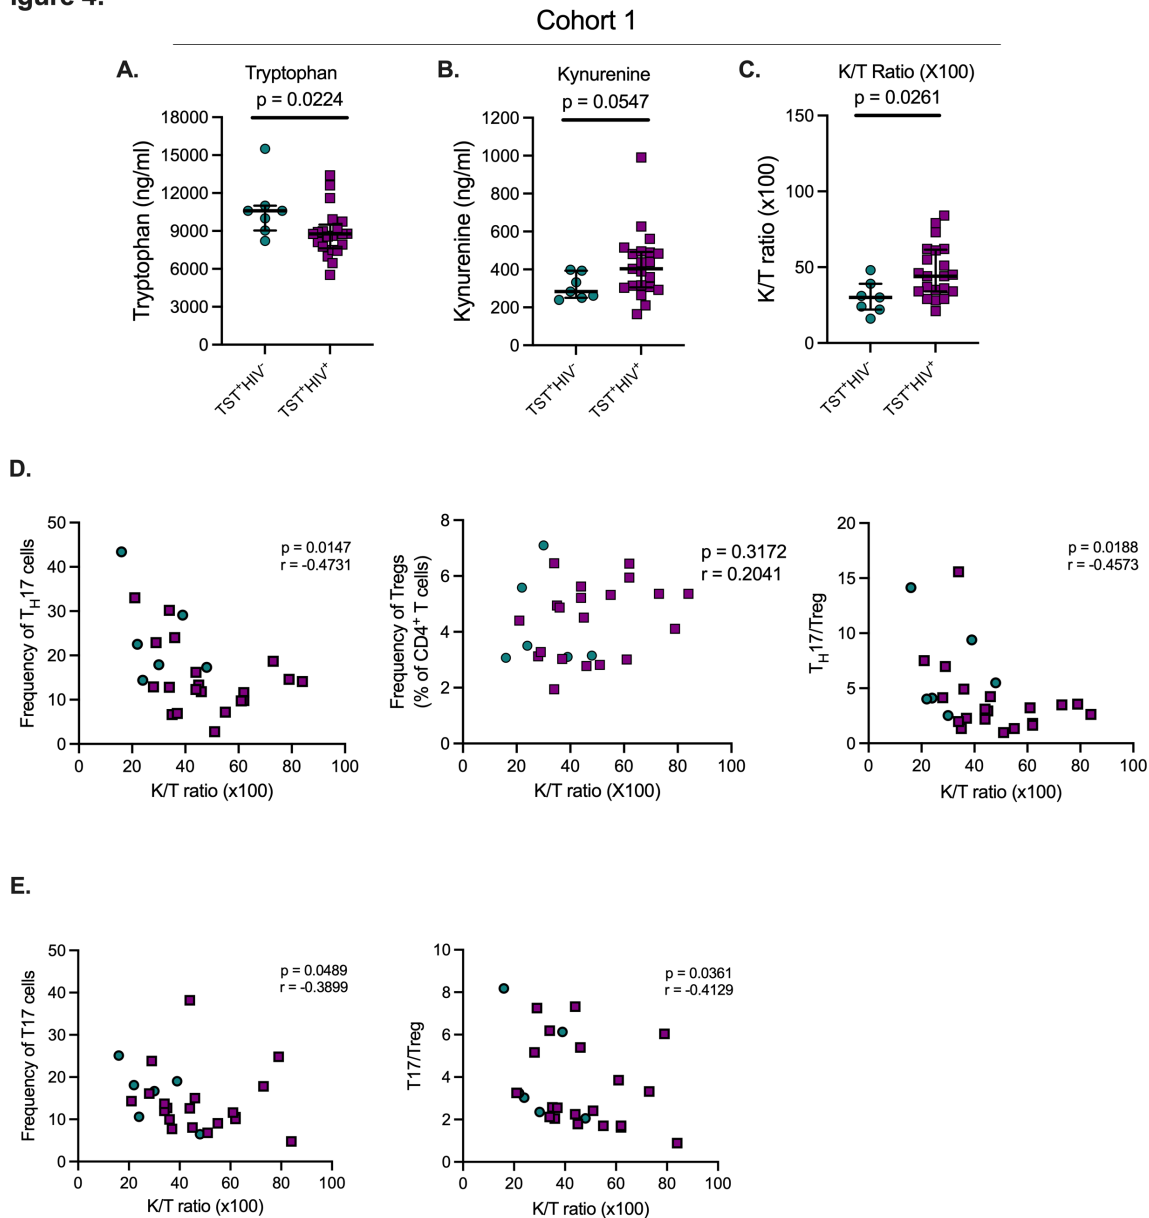 igure 4.
Cohort 1
A.
Tryptophan
p = 0.0224
Tryptophan (ng/ml)
18000
15000
12000
9000
6000
3000
0
TST+HIV-
TST+HIV+
B.
Kynurenine
p = 0.0547
Kynurenine (ng/ml)
1200
1000
800
600
400
200
0
TST+HIV-
TST+HIV+
C.
K/T Ratio (X100)
p = 0.0261
K/T ratio (x100)
150
100
50
0
TST+HIV-
TST+HIV+
D.
Frequency of TH17 cells
50
40
30
20
10
0
p = 0.0147
r = -0.4731
0 20 40 60 80 100
K/T ratio (x100)
Frequency of Tregs
(% of CD4+ T cells)
8
6
4
2
0
p = 0.3172
r = 0.2041
0 20 40 60 80 100
K/T ratio (X100)
TH17/Treg
20
15
10
5
0
p = 0.0188
r = -0.4573
0 20 40 60 80 100
K/T ratio (x100)
E.
Frequency of T17 cells
50
40
30
20
10
0
p = 0.0489
r = -0.3899
0 20 40 60 80 100
K/T ratio (x100)
T17/Treg
10
8
6
4
2
0
p = 0.0361
r = -0.4129
0 20 40 60 80 100
K/T ratio (x100)